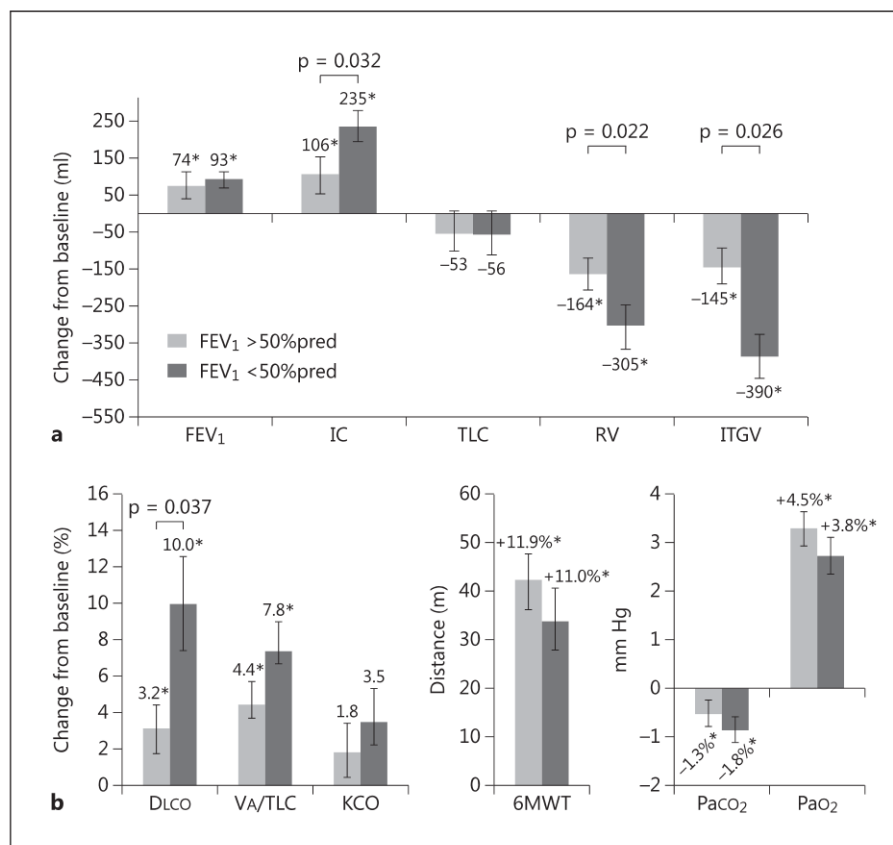 p = 0.032
235*
250
p = 0.022
p = 0.026
150
106*
74*
93*
50
Change from baseline (ml)
–50
–53
–56
–150
–164*
–145*
–250
FEV1 >50%pred
–350
FEV1 <50%pred
–305*
–390*
–450
–550
a
FEV1
IC
TLC
RV
ITGV
16
p = 0.037
14
12
10.0*
10
8
7.8*
6
4.4*
4
3.2*
3.5
1.8
2
0
Change from baseline (%)
b
DLCO
VA/TLC
KCO
60
50
+11.9%*
+11.0%*
40
30
20
10
0
Distance (m)
6MWT
4
+4.5%*
+3.8%*
3
2
1
0
–1
–1.3%*
–1.8%*
–2
mm Hg
PaCO2
PaO2